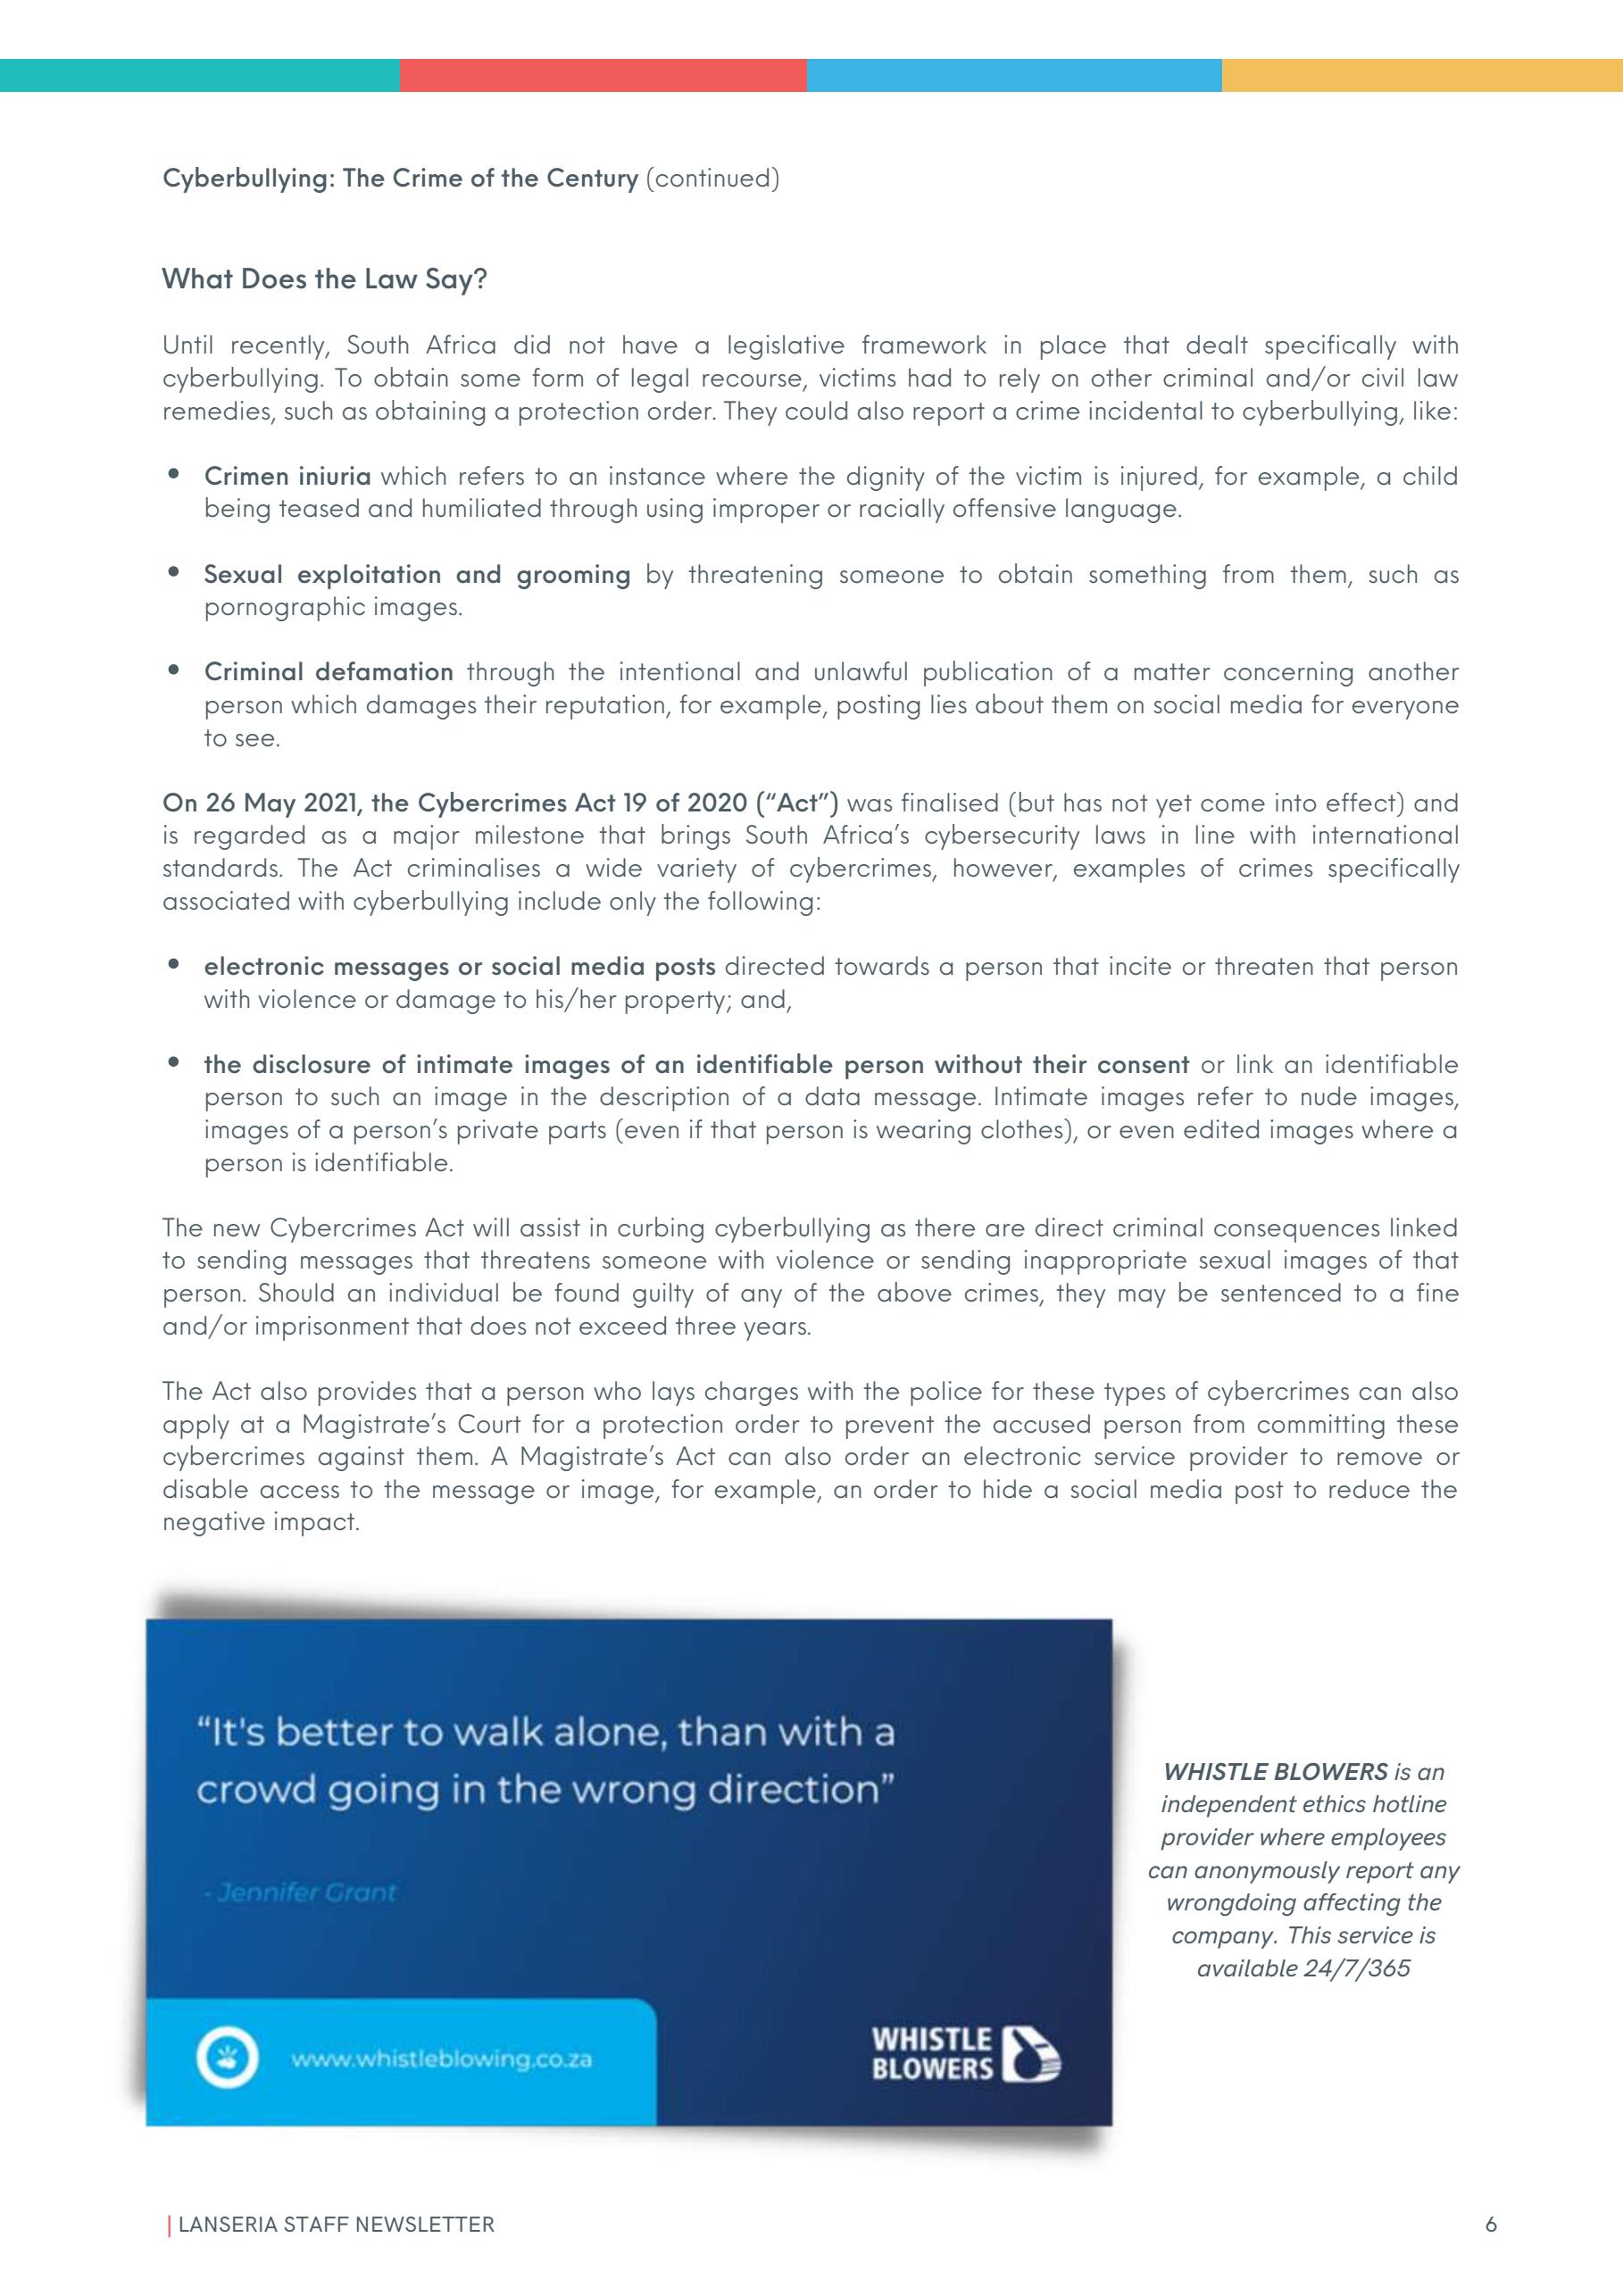 Cyberbullying: The Crime of the Century (continued)
What Does the Law Say?
Until recently, South Africa did not have a legislative framework in place that dealt specifically with
cyberbullying. To obtain some form of legal recourse, victims had to rely on other criminal and/or civil law
remedies, such as obtaining a protection order. They could also report a crime incidental to cyberbullying, like:
• Crimen iniuria which refers to an instance where the dignity of the victim is injured, for example, a child
being teased and humiliated through using improper or racially offensive language.
• Sexual exploitation and grooming by threatening someone to obtain something from them, such as
pornographic images.
• Criminal defamation through the intentional and unlawful publication of a matter concerning another
person which damages their reputation, for example, posting lies about them on social media for everyone
to see.
On 26 May 2021, the Cybercrimes Act 19 of 2020 (“Act”) was finalised (but has not yet come into effect) and
is regarded as a major milestone that brings South Africa’s cybersecurity laws in line with international
standards. The Act criminalises a wide variety of cybercrimes, however, examples of crimes specifically
associated with cyberbullying include only the following:
• electronic messages or social media posts directed towards a person that incite or threaten that person
with violence or damage to his/her property; and,
• the disclosure of intimate images of an identifiable person without their consent or link an identifiable
person to such an image in the description of a data message. Intimate images refer to nude images,
images of a person’s private parts (even if that person is wearing clothes), or even edited images where a
person is identifiable.
The new Cybercrimes Act will assist in curbing cyberbullying as there are direct criminal consequences linked
to sending messages that threatens someone with violence or sending inappropriate sexual images of that
person. Should an individual be found guilty of any of the above crimes, they may be sentenced to a fine
and/or imprisonment that does not exceed three years.
The Act also provides that a person who lays charges with the police for these types of cybercrimes can also
apply at a Magistrate’s Court for a protection order to prevent the accused person from committing these
cybercrimes against them. A Magistrate’s Act can also order an electronic service provider to remove or
disable access to the message or image, for example, an order to hide a social media post to reduce the
negative impact.
“It's better to walk alone, than with a
crowd going in the wrong direction”
- Jennifer Grant
www.whistleblowing.co.za
WHISTLE
BLOWERS
WHISTLE BLOWERS is an
independent ethics hotline
provider where employees
can anonymously report any
wrongdoing affecting the
company. This service is
available 24/7/365
| LANSERIA STAFF NEWSLETTER
6